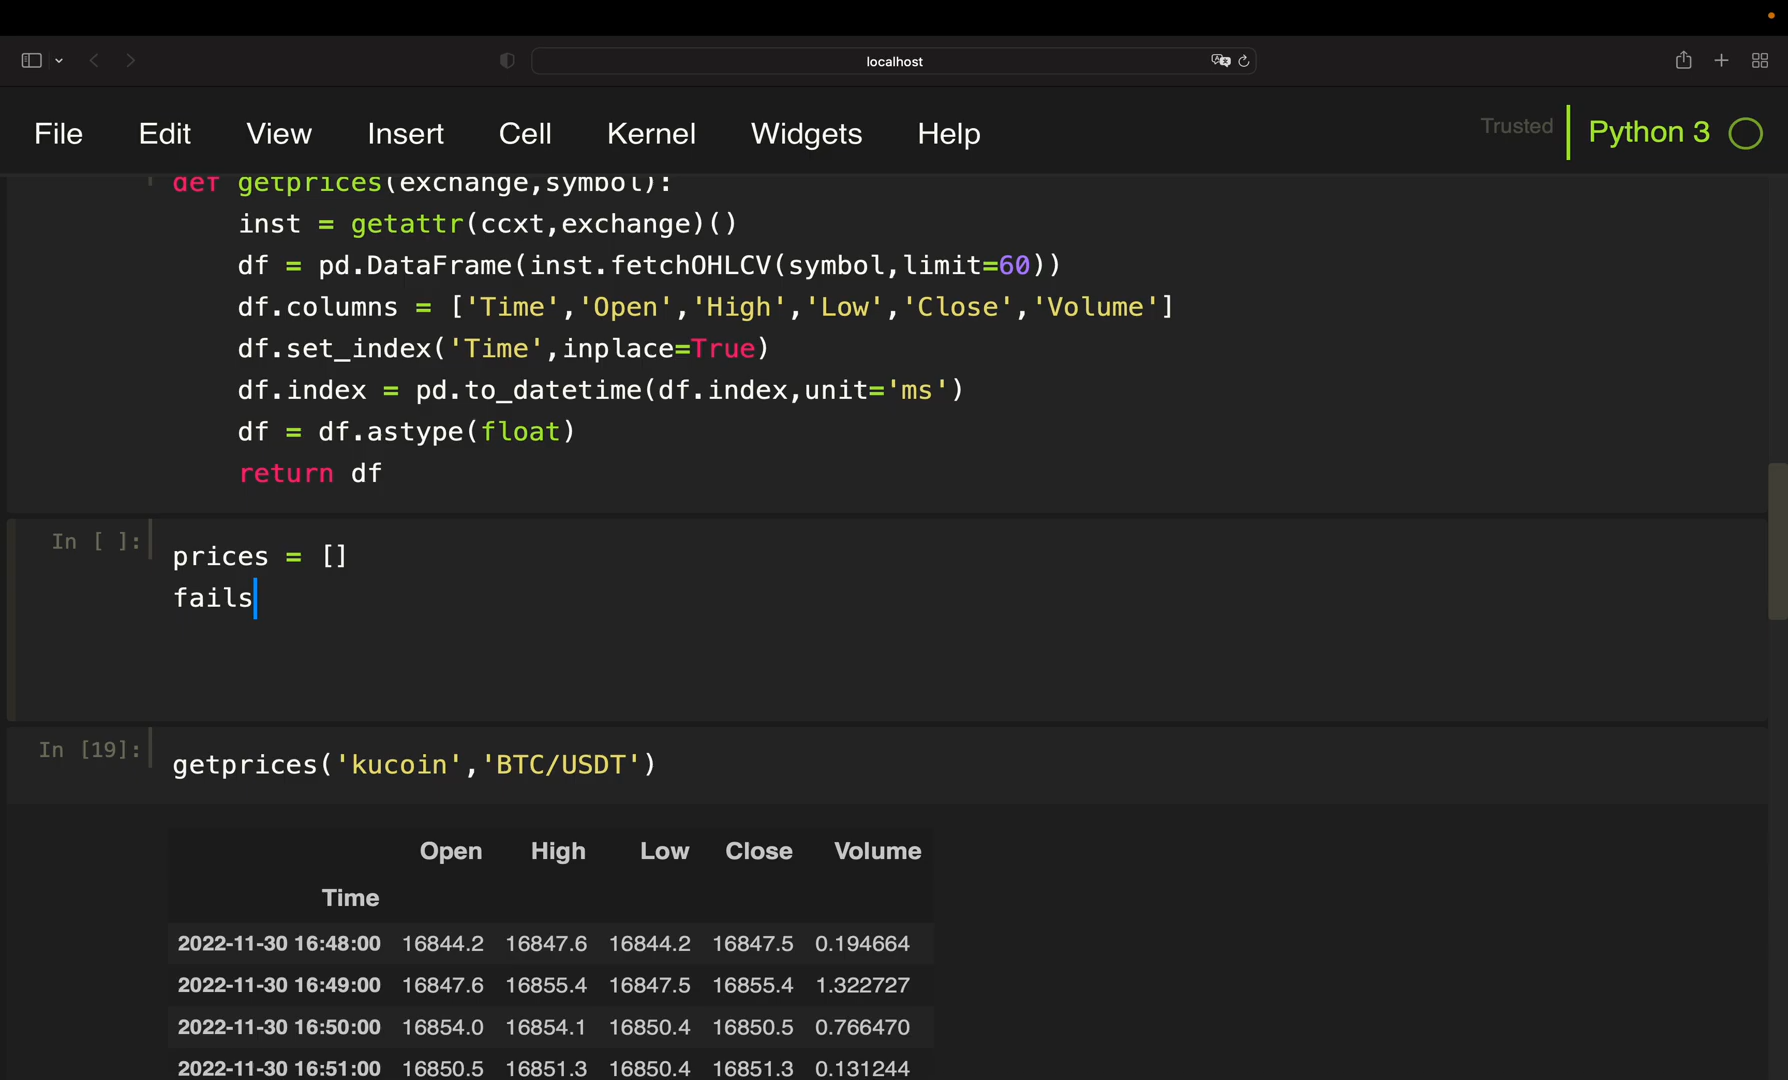 localhost
File Edit View Insert Cell Kernel Widgets Help Trusted Python 3
def getprices(exchange,symbol):
    inst = getattr(ccxt,exchange)()
    df = pd.DataFrame(inst.fetchOHLCV(symbol,limit=60))
    df.columns = ['Time','Open','High','Low','Close','Volume']
    df.set_index('Time',inplace=True)
    df.index = pd.to_datetime(df.index,unit='ms')
    df = df.astype(float)
    return df
In [ ]: prices = []
fails
In [19]: getprices('kucoin','BTC/USDT')
Open High Low Close Volume
Time
2022-11-30 16:48:00 16844.2 16847.6 16844.2 16847.5 0.194664
2022-11-30 16:49:00 16847.6 16855.4 16847.5 16855.4 1.322727
2022-11-30 16:50:00 16854.0 16854.1 16850.4 16850.5 0.766470
2022-11-30 16:51:00 16850.5 16851.3 16850.4 16851.3 0.131244